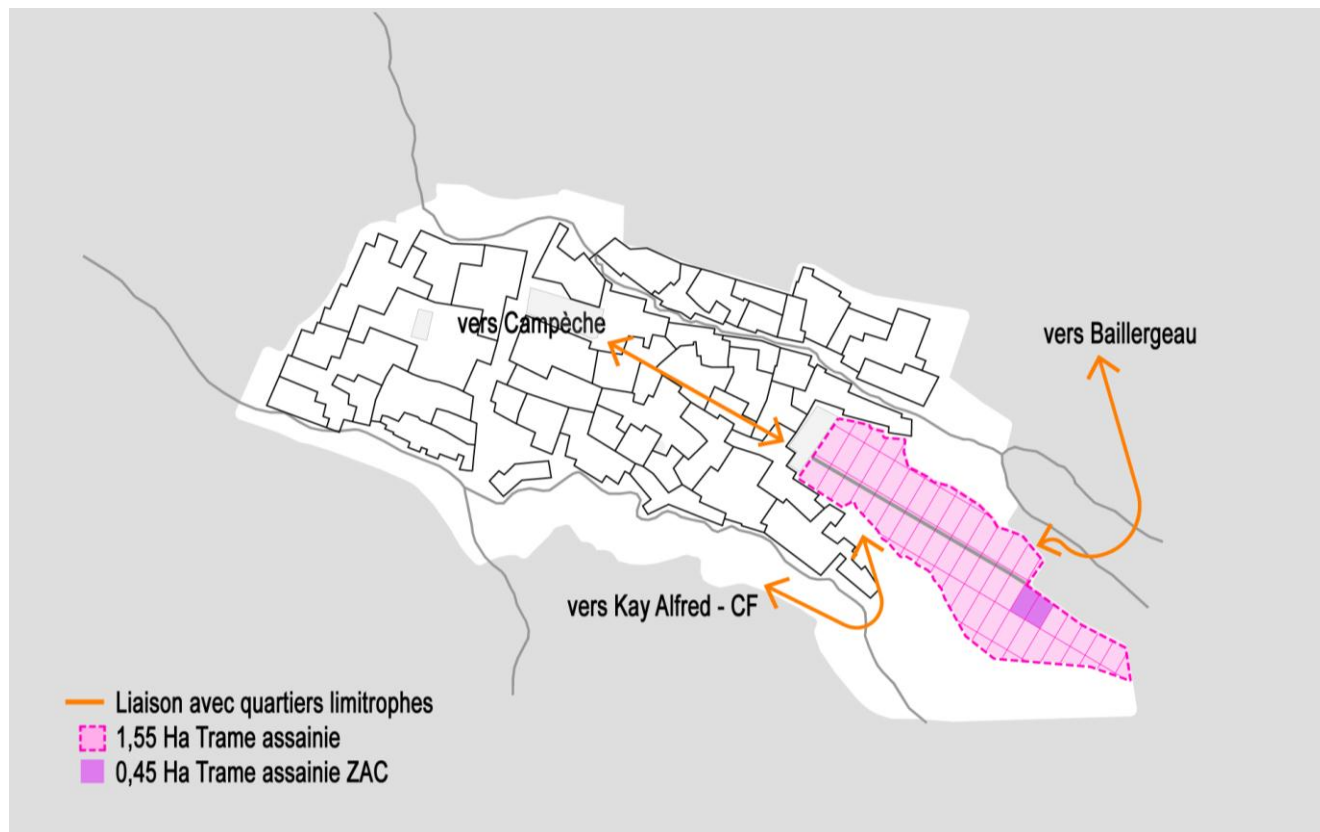 vers Campèche
vers Baillergeau
vers Kay Alfred - CF
Liaison avec quartiers limitrophes
1,55 Ha Trame assainie
0,45 Ha Trame assainie ZAC